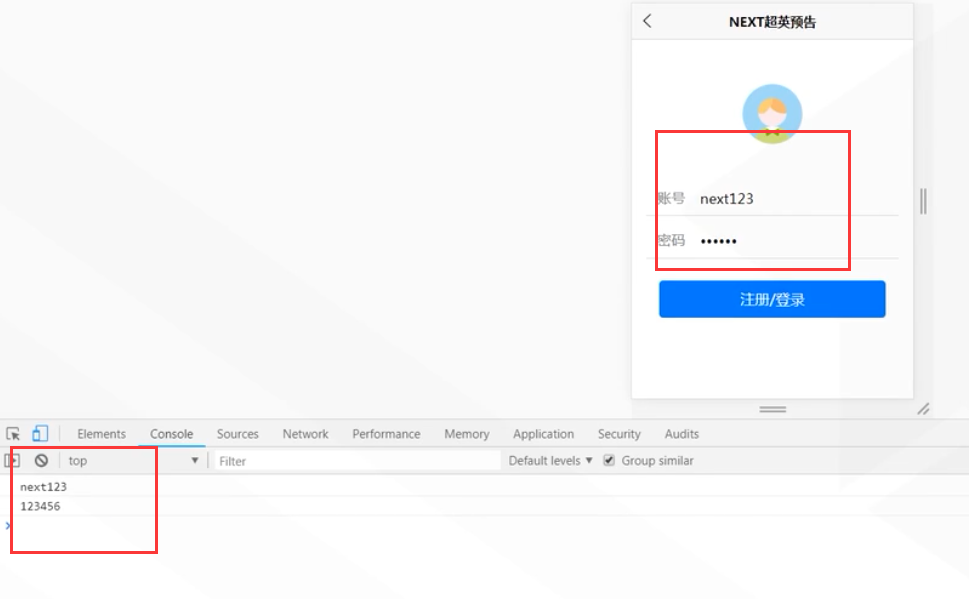 NEXT超英预告
账号 next123
密码 ••••••
注册/登录
Elements Console Sources Network Performance Memory Application Security Audits
top ▼ Filter Default levels ▼ Group similar
next123
123456